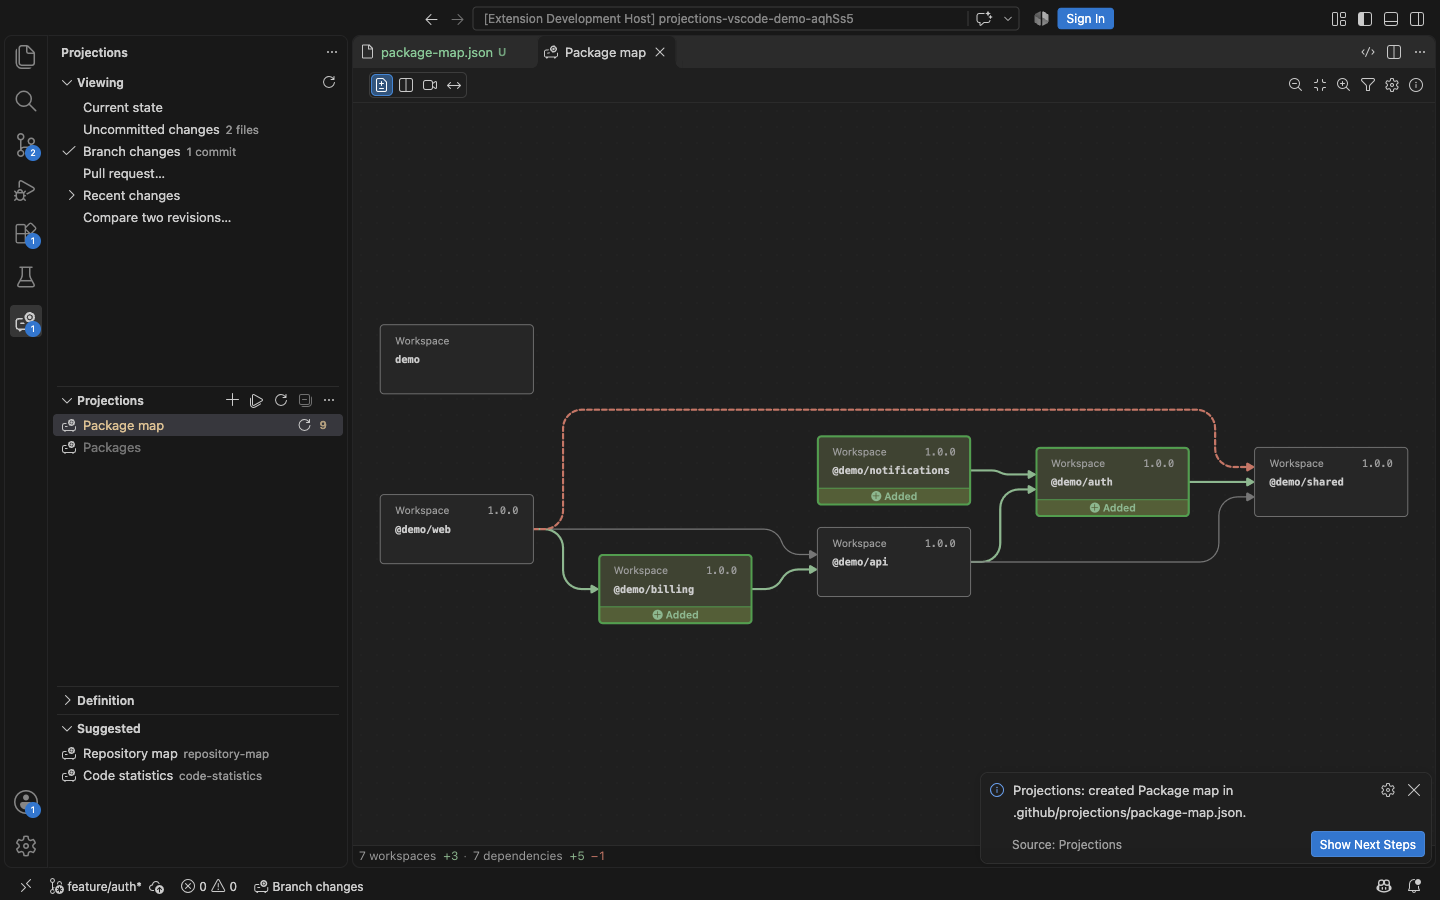 [Extension Development Host] projections-vscode-demo-aqhSs5
Sign In
Projections
Viewing
Current state
Uncommitted changes 2 files
Branch changes 1 commit
Pull request...
Recent changes
Compare two revisions...
Projections
Package map 9
Packages
Definition
Suggested
Repository map repository-map
Code statistics code-statistics
2
1
1
1
package-map.json U
Package map
Workspace
demo
Workspace 1.0.0
@demo/web
Workspace 1.0.0
@demo/billing
Added
Workspace 1.0.0
@demo/notifications
Added
Workspace 1.0.0
@demo/api
Workspace 1.0.0
@demo/auth
Added
Workspace 1.0.0
@demo/shared
Projections: created Package map in
.github/projections/package-map.json.
Source: Projections
Show Next Steps
7 workspaces +3 · 7 dependencies +5 −1
feature/auth* 0 0 Branch changes